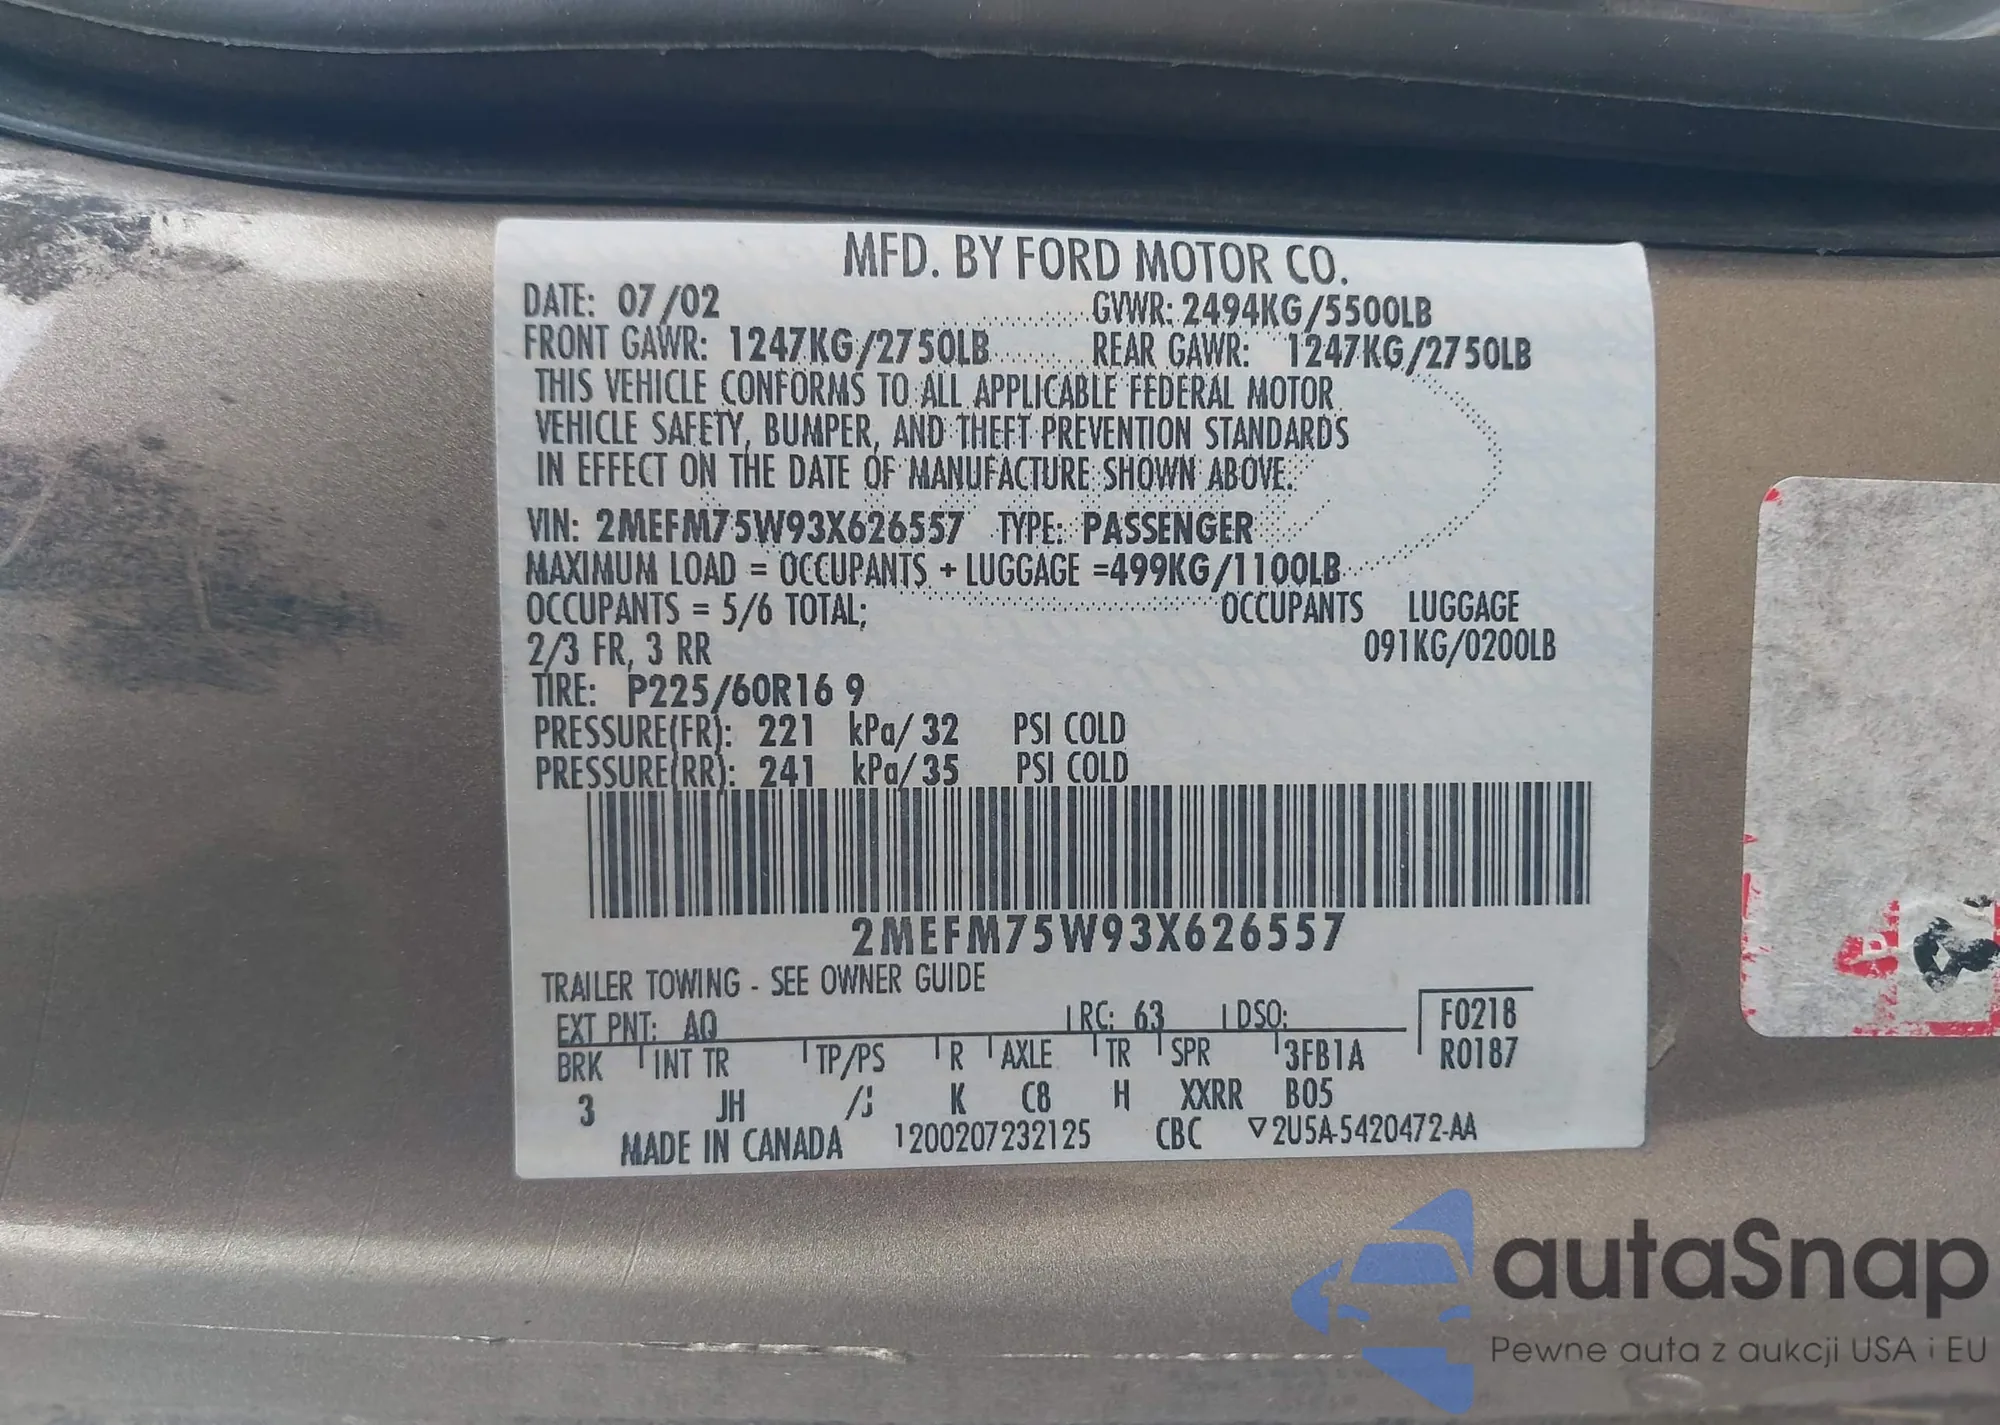 MFD. BY FORD MOTOR CO.
DATE: 07/02 GVWR: 2494KG/5500LB
FRONT GAWR: 1247KG/2750LB REAR GAWR: 1247KG/2750LB
THIS VEHICLE CONFORMS TO ALL APPLICABLE FEDERAL MOTOR
VEHICLE SAFETY, BUMPER, AND THEFT PREVENTION STANDARDS
IN EFFECT ON THE DATE OF MANUFACTURE SHOWN ABOVE.
VIN: 2MEFM75W93X626557 TYPE: PASSENGER
MAXIMUM LOAD = OCCUPANTS + LUGGAGE =499KG/1100LB
OCCUPANTS = 5/6 TOTAL; OCCUPANTS LUGGAGE
2/3 FR, 3 RR 091KG/0200LB
TIRE: P225/60R16 9
PRESSURE(FR): 221 kPa/ 32 PSI COLD
PRESSURE(RR): 241 kPa/ 35 PSI COLD
2MEFM75W93X626557
TRAILER TOWING - SEE OWNER GUIDE
EXT PNT: AQ RC: 63 DSO: F0218
BRK INT TR TP/PS R AXLE TR SPR 3FB1A R0187
3 JH K C8 H XXRR B05
MADE IN CANADA 1200207232125 CBC ▽2U5A-5420472-AA
autaSnap
Pewne auta z aukcji USA i EU